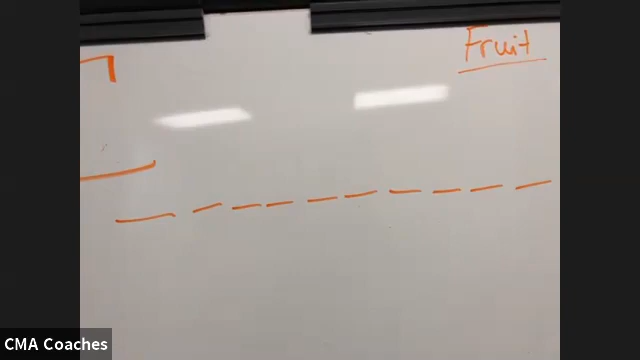 Fruit
_ _ _ _ _ _ _ _ _ _
CMA Coaches